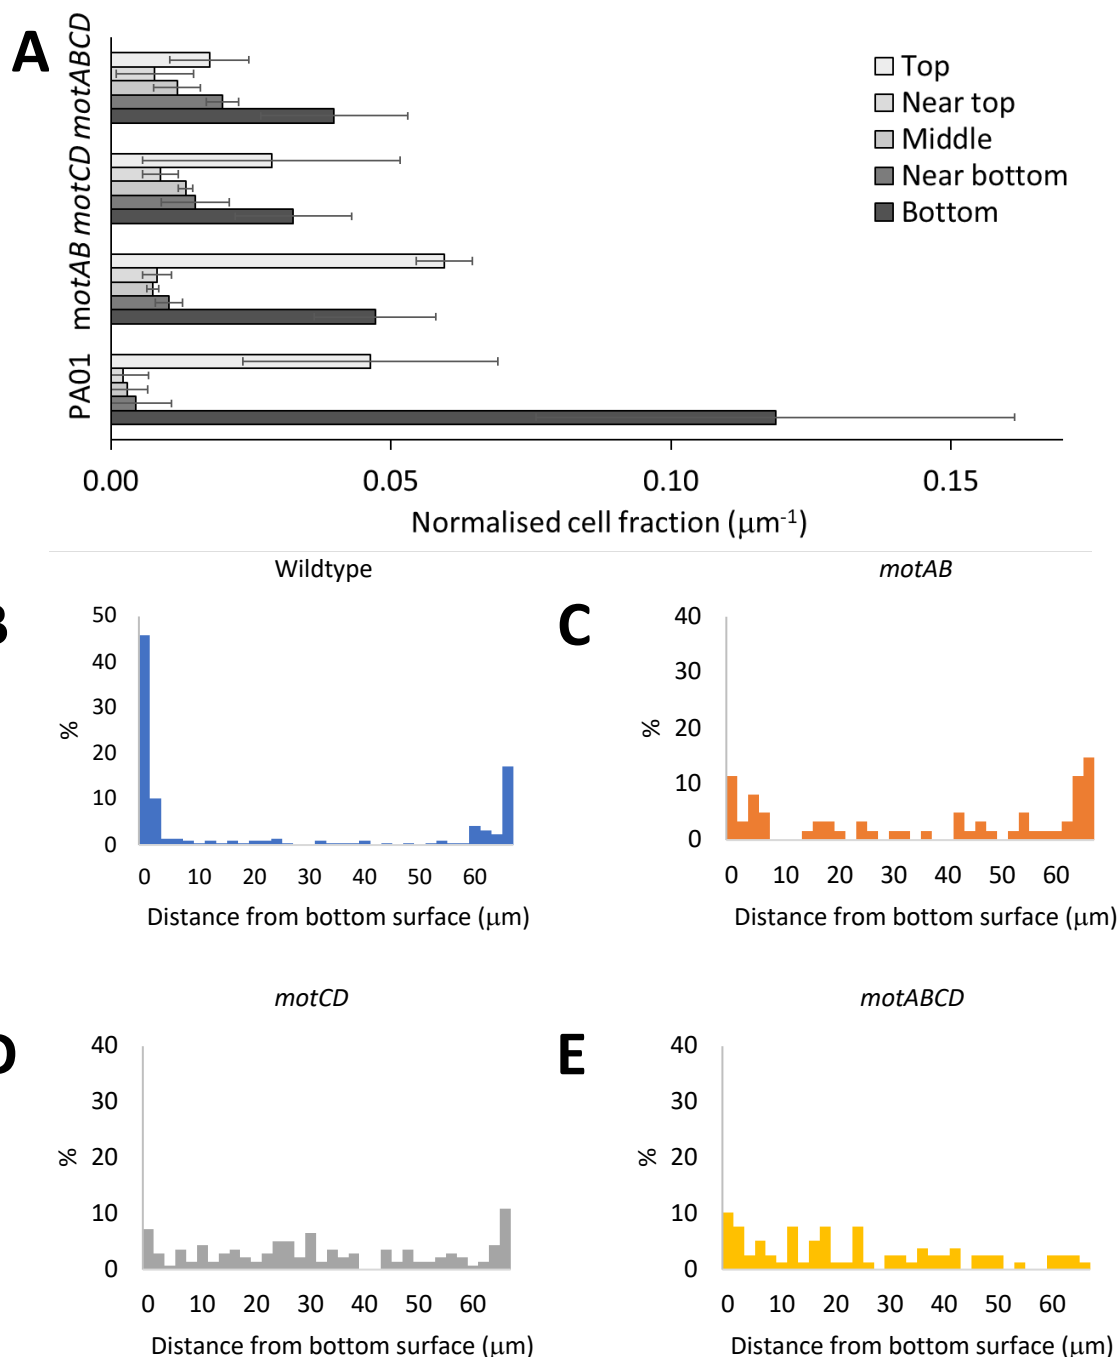 A
motABCD
motCD
motAB
PA01
Top
Near top
Middle
Near bottom
Bottom
0.00 0.05 0.10 0.15
Normalised cell fraction (μm-1)
B
Wildtype
50
40
30
20
10
0
%
0 10 20 30 40 50 60
Distance from bottom surface (μm)
C
motAB
40
30
20
10
0
%
0 10 20 30 40 50 60
Distance from bottom surface (μm)
D
motCD
40
30
20
10
0
%
0 10 20 30 40 50 60
Distance from bottom surface (μm)
E
motABCD
40
30
20
10
0
%
0 10 20 30 40 50 60
Distance from bottom surface (μm)